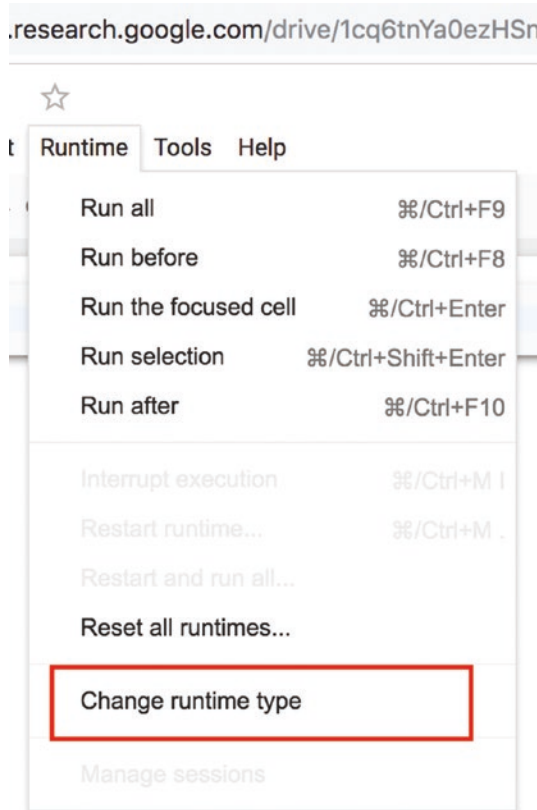 .research.google.com/drive/1cq6tnYa0ezHSn
Runtime Tools Help
Run all ⌘/Ctrl+F9
Run before ⌘/Ctrl+F8
Run the focused cell ⌘/Ctrl+Enter
Run selection ⌘/Ctrl+Shift+Enter
Run after ⌘/Ctrl+F10
Interrupt execution ⌘/Ctrl+M I
Restart runtime... ⌘/Ctrl+M .
Restart and run all...
Reset all runtimes...
Change runtime type
Manage sessions